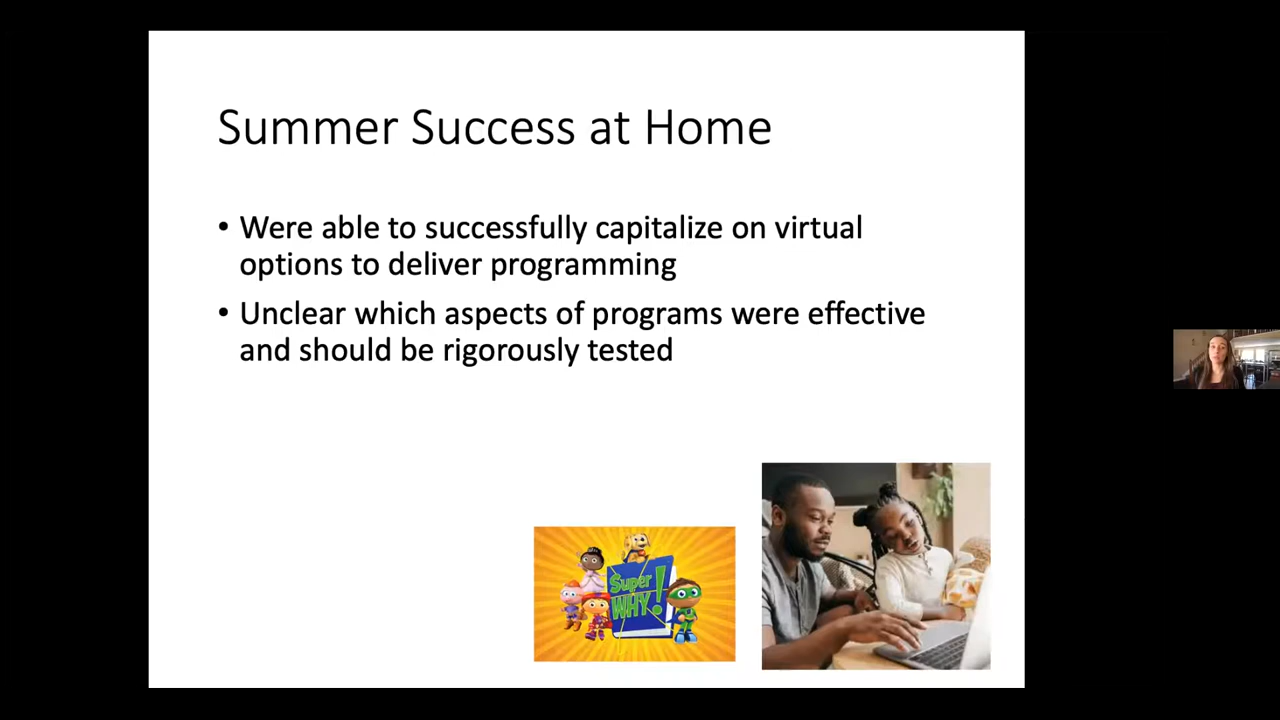 Summer Success at Home
• Were able to successfully capitalize on virtual
options to deliver programming
• Unclear which aspects of programs were effective
and should be rigorously tested
Super
WHY!